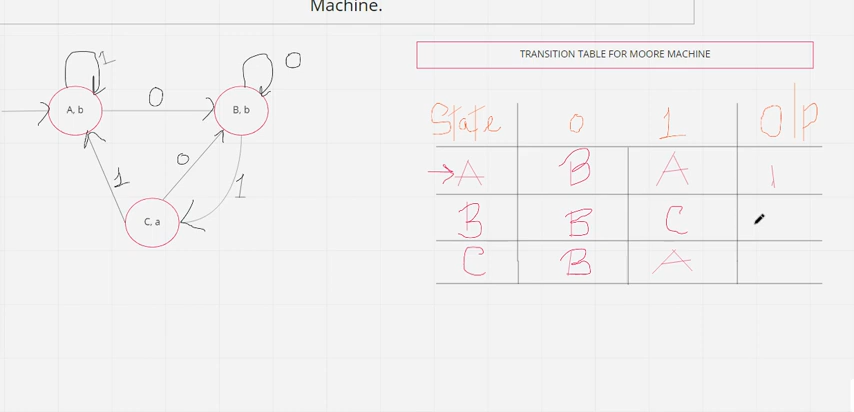 Machine.
TRANSITION TABLE FOR MOORE MACHINE
1
0
0
A, b
B, b
0
1
1
C, a
State 0 1 O/P
A B A 1
B B C
C B A